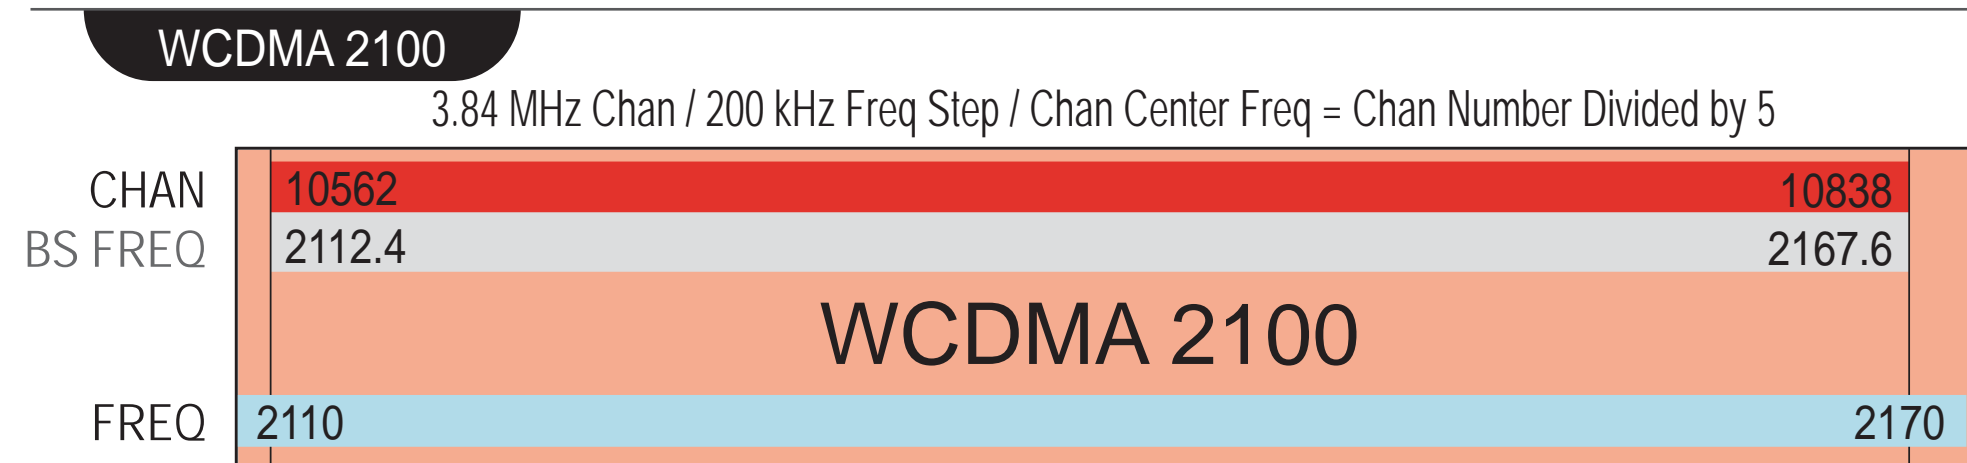 WCDMA 2100
3.84 MHz Chan / 200 kHz Freq Step / Chan Center Freq = Chan Number Divided by 5
CHAN 10562 10838
BS FREQ 2112.4 2167.6
WCDMA 2100
FREQ 2110 2170